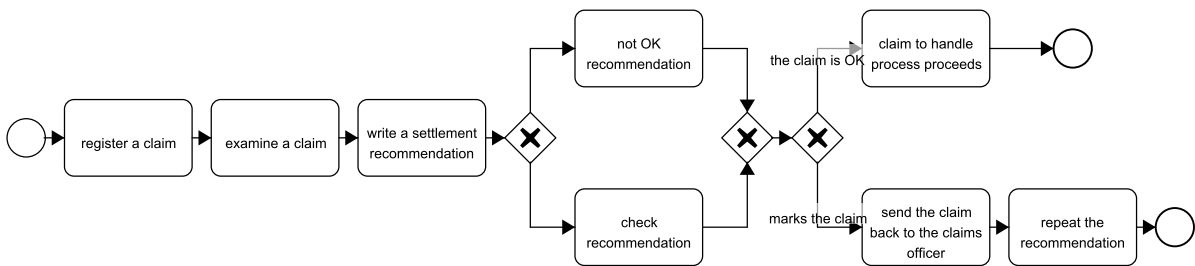 register a claim
examine a claim
write a settlement
recommendation
not OK
recommendation
check
recommendation
the claim is OK
claim to handle
process proceeds
marks the claim
send the claim
back to the claims
officer
repeat the
recommendation